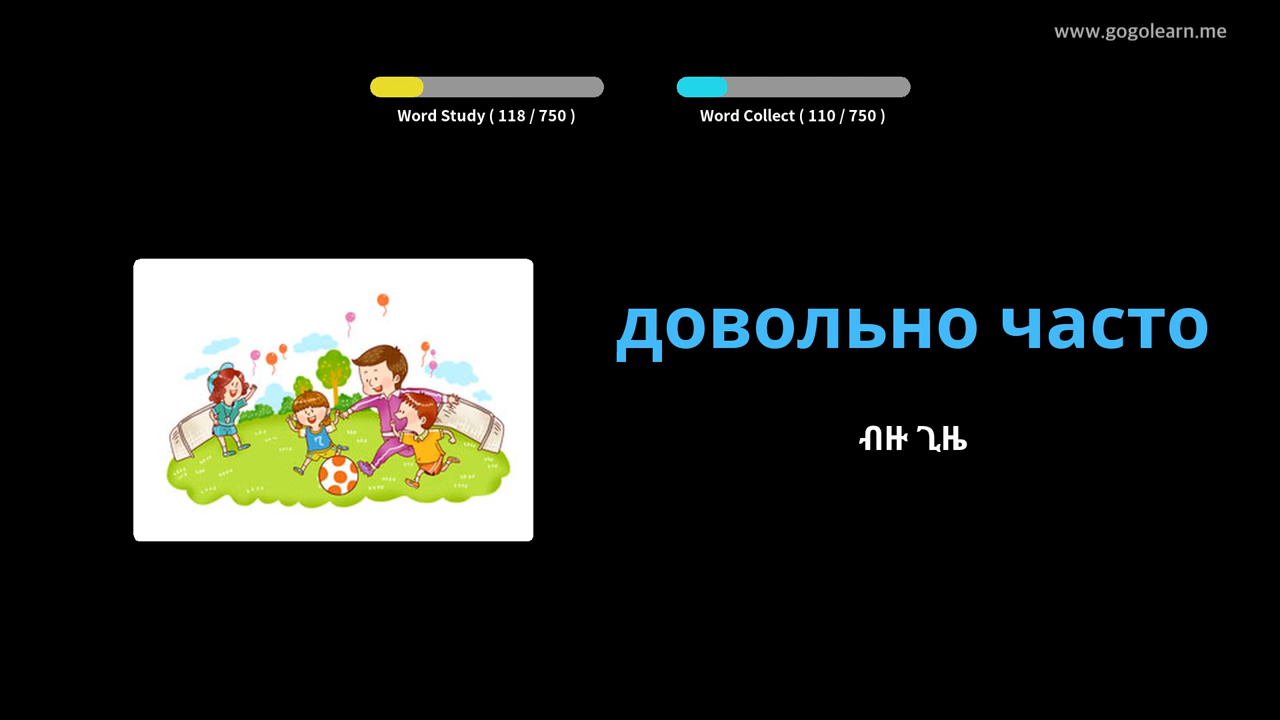 www.gogolearn.me
Word Study ( 118 / 750 )
Word Collect ( 110 / 750 )
довольно часто
ብዙ ጊዜ